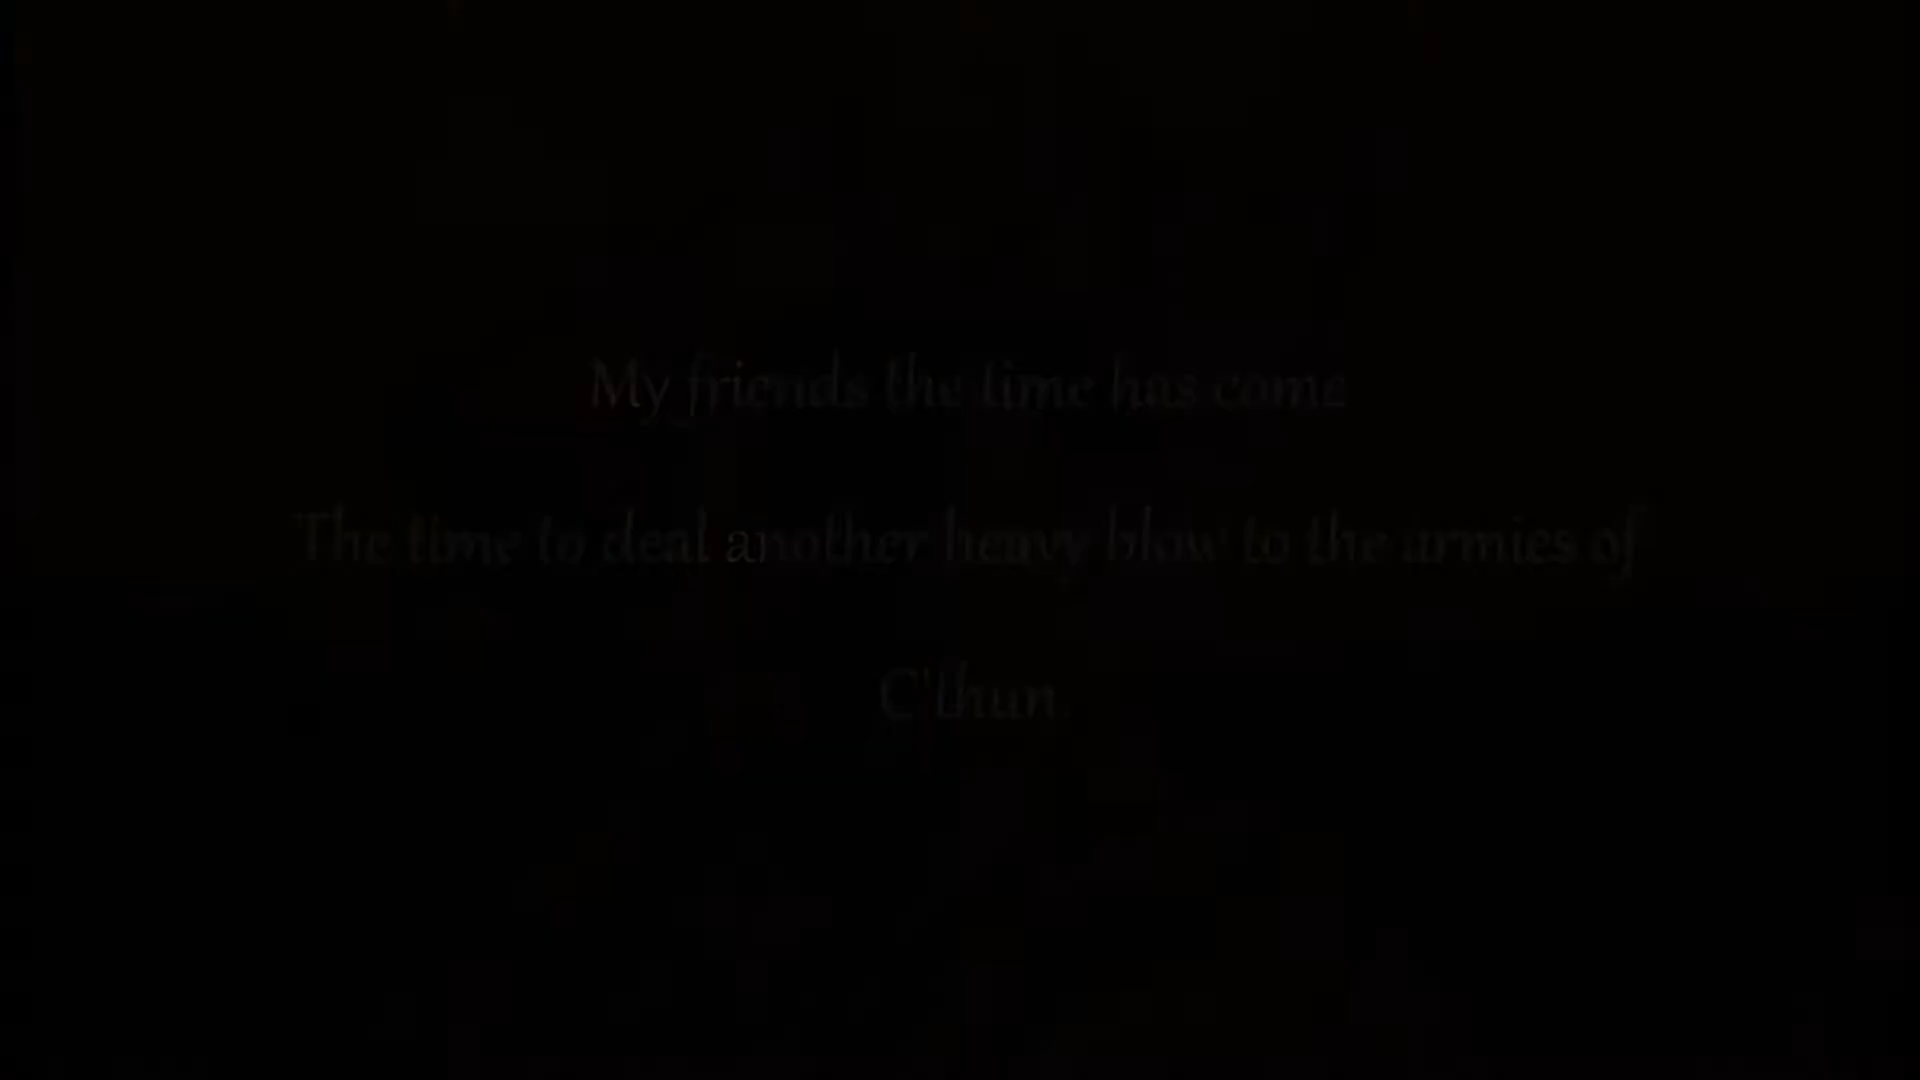 My friends the time has come
The time to deal another heavy blow to the armies of
C'thun.